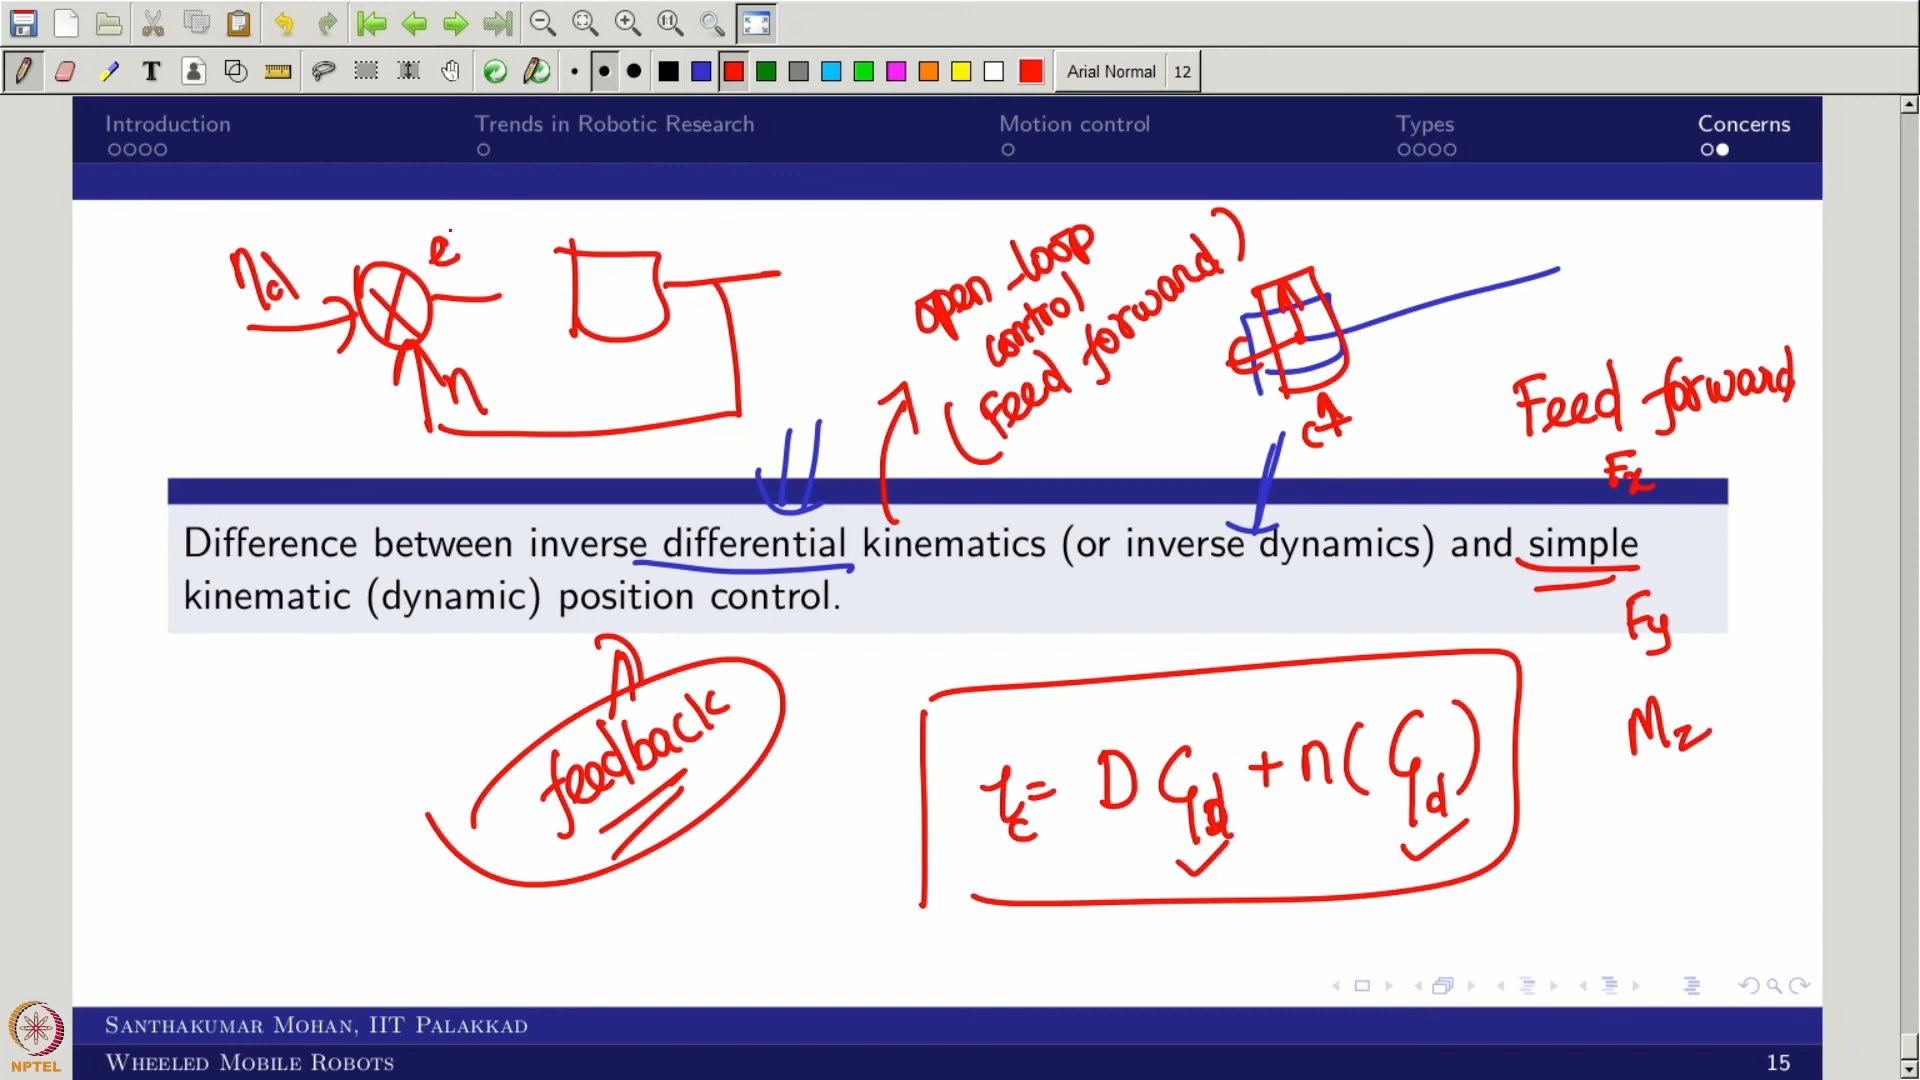 T
Arial Normal 12
Introduction
Trends in Robotic Research
Motion control
Types
Concerns
ηd
e
η
open-loop
control
(Feed forward)
Feed forward
Fx
Difference between inverse differential kinematics (or inverse dynamics) and simple
kinematic (dynamic) position control.
Fy
Mz
feedback
SANTHAKUMAR MOHAN, IIT PALAKKAD
WHEELED MOBILE ROBOTS
15
NPTEL